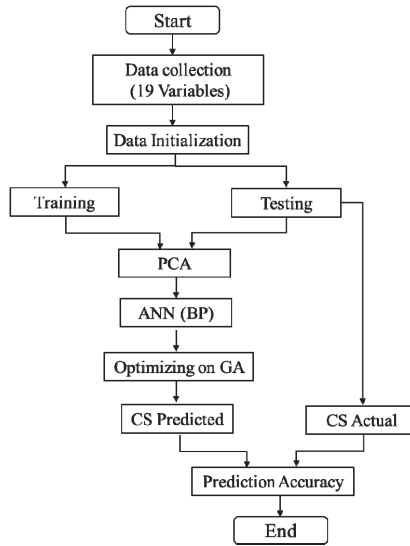 Start
Data collection
(19 Variables)
Data Initialization
Training
Testing
PCA
ANN (BP)
Optimizing on GA
CS Predicted
CS Actual
Prediction Accuracy
End